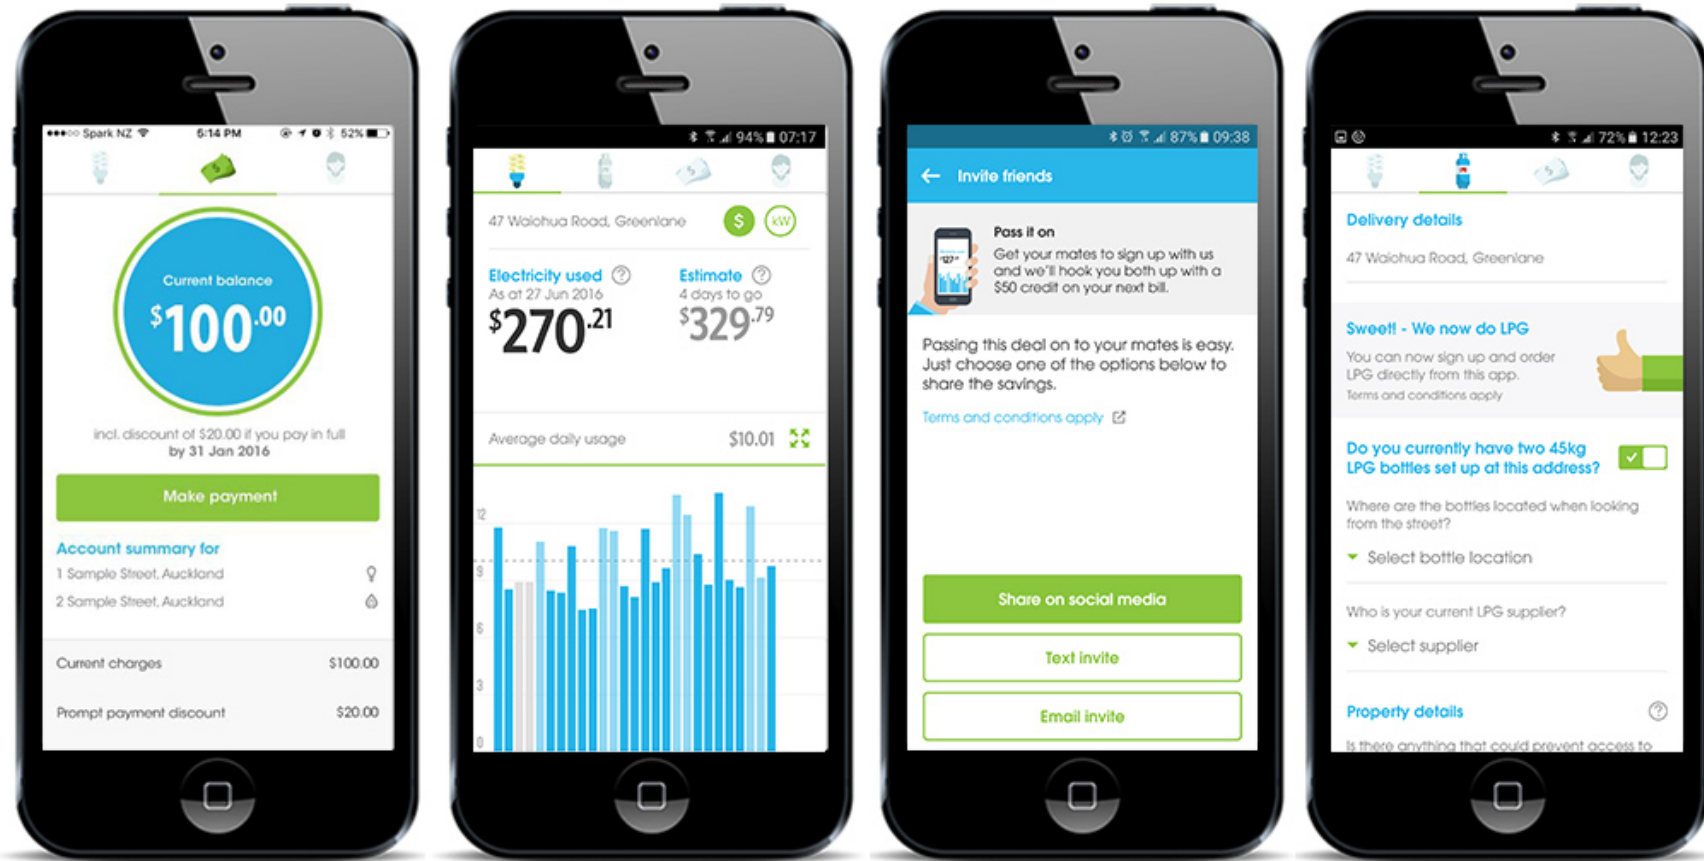 Spark NZ 5:14 PM 52%
Current balance
$100.00
incl. discount of $20.00 if you pay in full
by 31 Jan 2016
Make payment
Account summary for
1 Sample Street, Auckland
2 Sample Street, Auckland
Current charges $100.00
Prompt payment discount $20.00
94% 07:17
47 Waiohua Road, Greenlane $ kW
Electricity used ? Estimate ?
As at 27 Jun 2016 4 days to go
$270.21 $329.79
Average daily usage $10.01
12
9
6
3
0
87% 09:38
Invite friends
Pass it on
Get your mates to sign up with us
and we'll hook you both up with a
$50 credit on your next bill.
Passing this deal on to your mates is easy.
Just choose one of the options below to
share the savings.
Terms and conditions apply
Share on social media
Text invite
Email invite
72% 12:23
Delivery details
47 Waiohua Road, Greenlane
Sweet! - We now do LPG
You can now sign up and order
LPG directly from this app.
Terms and conditions apply
Do you currently have two 45kg
LPG bottles set up at this address?
Where are the bottles located when looking
from the street?
Select bottle location
Who is your current LPG supplier?
Select supplier
Property details ?
Is there anything that could prevent access to